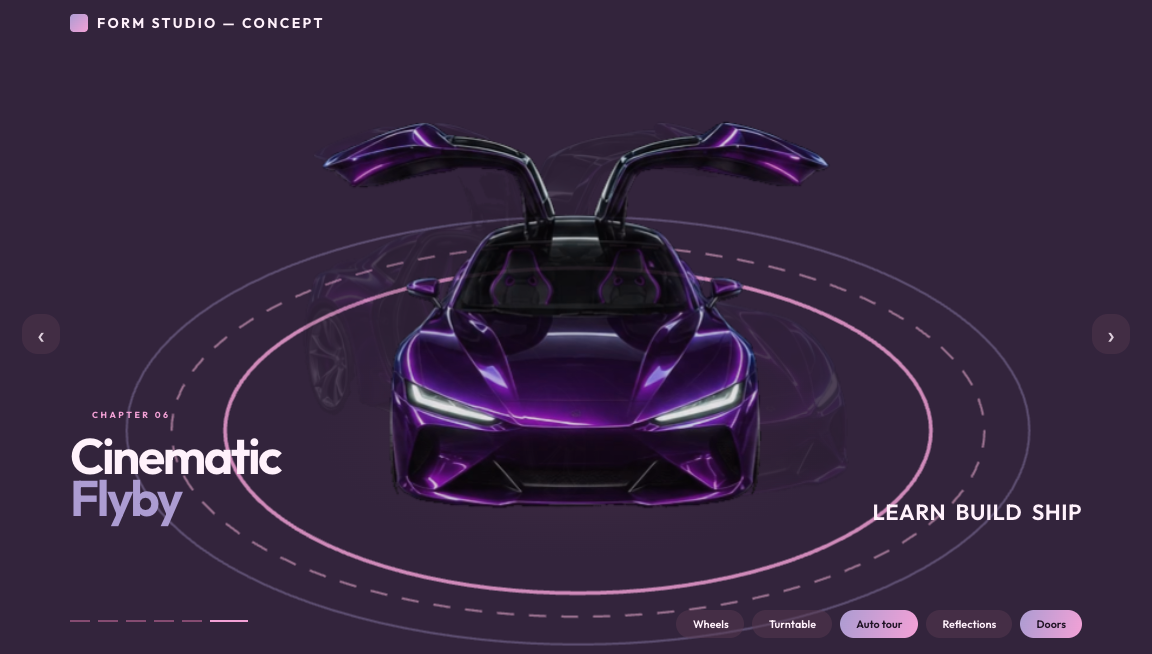 FORM STUDIO — CONCEPT
CHAPTER 06
Cinematic
Flyby
LEARN BUILD SHIP
Wheels Turntable Auto tour Reflections Doors